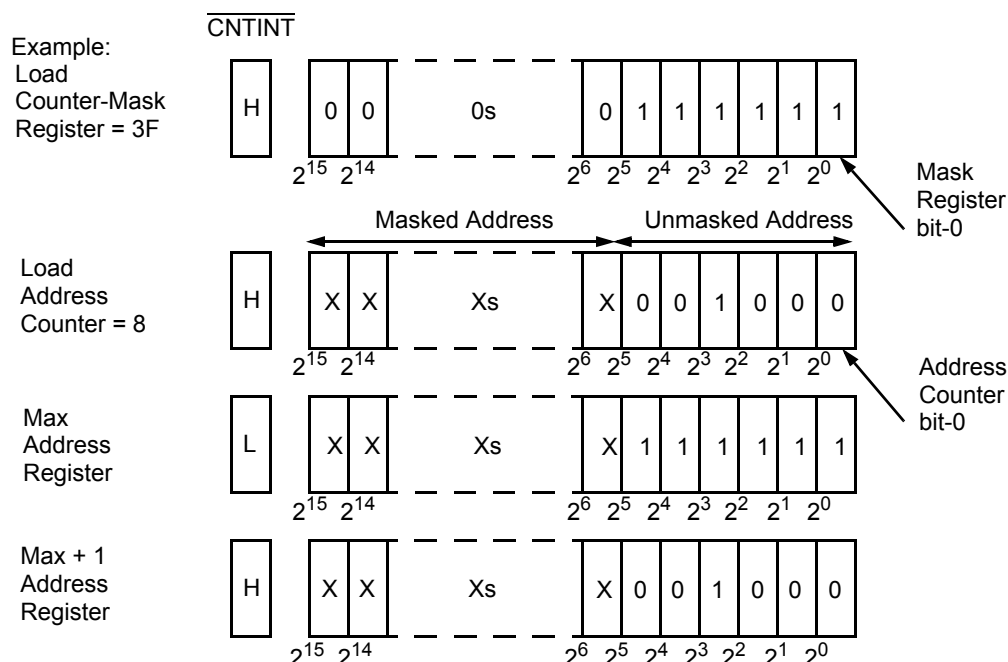 CNTINT
Example:
Load
Counter-Mask
Register = 3F
H
0 0 0s 0 1 1 1 1 1 1
2^15 2^14 2^6 2^5 2^4 2^3 2^2 2^1 2^0
Mask
Register
bit-0
Masked Address Unmasked Address
Load
Address
Counter = 8
H
X X Xs X 0 0 1 0 0 0
2^15 2^14 2^6 2^5 2^4 2^3 2^2 2^1 2^0
Address
Counter
bit-0
Max
Address
Register
L
X X Xs X 1 1 1 1 1 1
2^15 2^14 2^6 2^5 2^4 2^3 2^2 2^1 2^0
Max + 1
Address
Register
H
X X Xs X 0 0 1 0 0 0
2^15 2^14 2^6 2^5 2^4 2^3 2^2 2^1 2^0